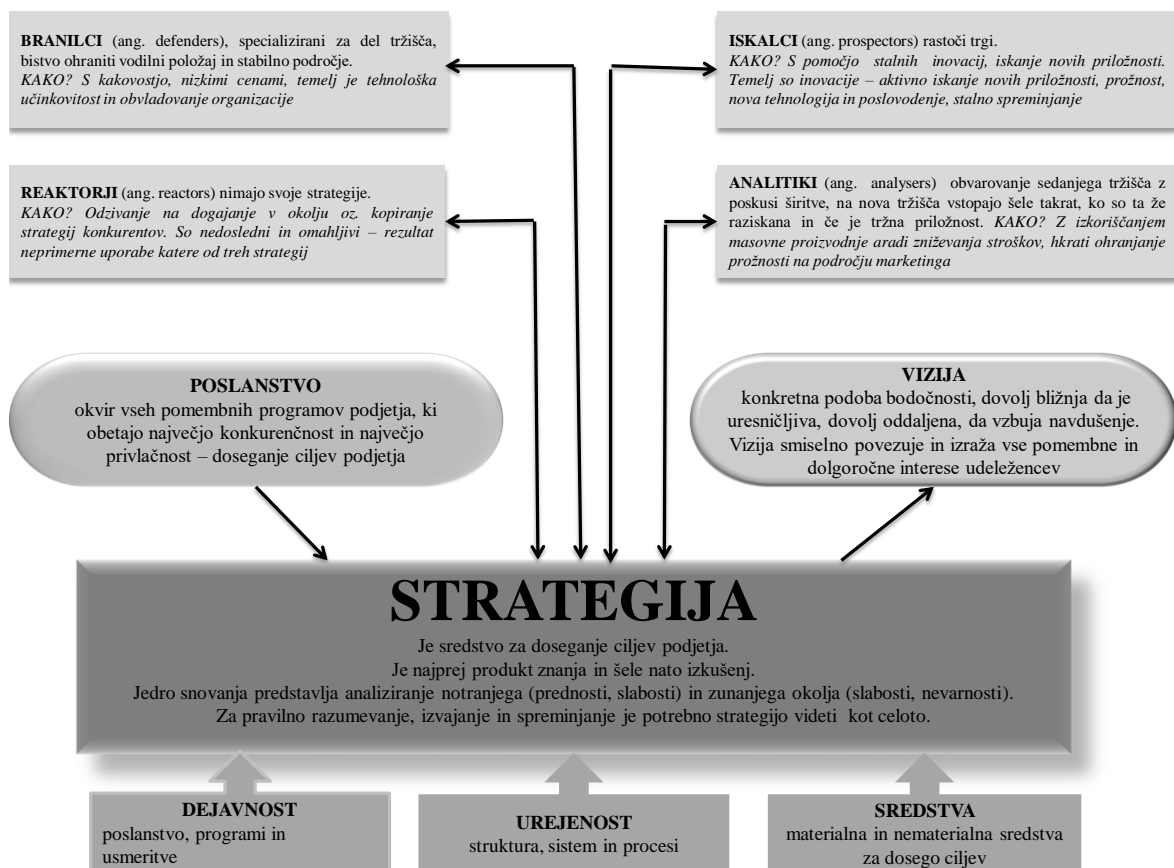 BRANILCI (ang. defenders), specializirani za del tržišča,
bistvo ohraniti vodilni položaj in stabilno področje.
KAKO? S kakovostjo, nizkimi cenami, temelj je tehnološka
učinkovitost in obvladovanje organizacije
ISKALCI (ang. prospectors) rastoči trgi.
KAKO? S pomočjo stalnih inovacij, iskanje novih priložnosti.
Temelj so inovacije – aktivno iskanje novih priložnosti, prožnost,
nova tehnologija in poslovodenje, stalno spreminjanje
REAKTORJI (ang. reactors) nimajo svoje strategije.
KAKO? Odzivanje na dogajanje v okolju oz. kopiranje
strategij konkurentov. So nedosledni in omahljivi – rezultat
neprimerne uporabe katere od treh strategij
ANALITIKI (ang. analysers) obvarovanje sedanjega tržišča z
poskusi širitve, na nova tržišča vstopajo šele takrat, ko so ta že
raziskana in če je tržna priložnost. KAKO? Z izkoriščanjem
masovne proizvodnje aradi zniževanja stroškov, hkrati ohranjanje
prožnosti na področju marketinga
POSLANSTVO
okvir vseh pomembnih programov podjetja, ki
obetajo največjo konkurenčnost in največjo
privlačnost – doseganje ciljev podjetja
VIZIJA
konkretna podoba bodočnosti, dovolj bližnja da je
uresničljiva, dovolj oddaljena, da vzbuja navdušenje.
Vizija smiselno povezuje in izraža vse pomembne in
dolgoročne interese udeležencev
STRATEGIJA
Je sredstvo za doseganje ciljev podjetja.
Je najprej produkt znanja in šele nato izkušenj.
Jedro snovanja predstavlja analiziranje notranjega (prednosti, slabosti) in zunanjega okolja (slabosti, nevarnosti).
Za pravilno razumevanje, izvajanje in spreminjanje je potrebno strategijo videti kot celoto.
DEJAVNOST
poslanstvo, programi in
usmeritve
UREJENOST
struktura, sistem in procesi
SREDSTVA
materialna in nematerialna sredstva
za dosego ciljev